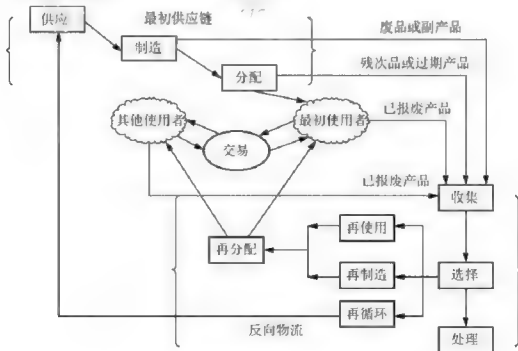 供应
最初供应链
废品或副产品
制造
残次品或过期产品
分配
其他使用者
最初使用者
已报废产品
交易
已报废产品
收集
再使用
再分配
再制造
选择
再循环
反向物流
处理